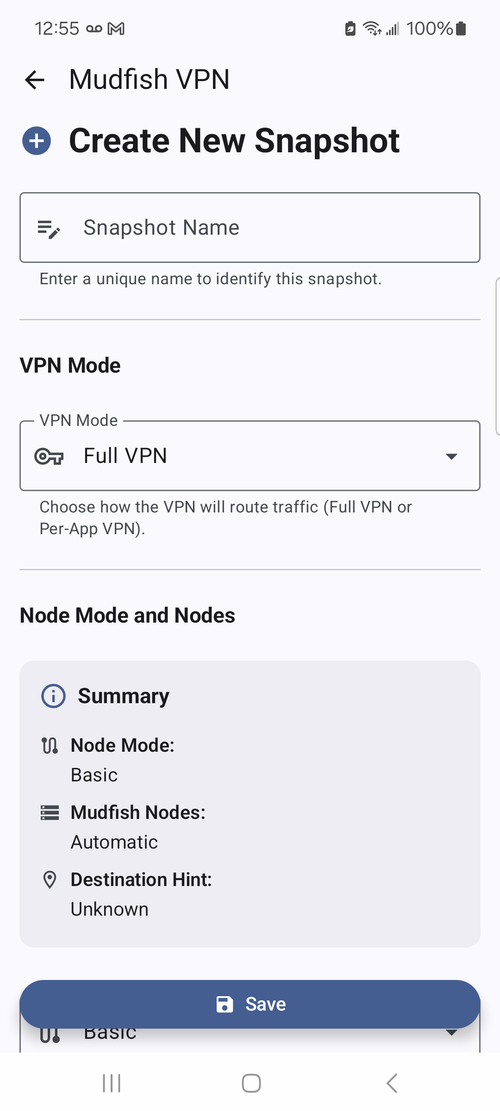 12:55
100%
Mudfish VPN
Create New Snapshot
Snapshot Name
Enter a unique name to identify this snapshot.
VPN Mode
VPN Mode
Full VPN
Choose how the VPN will route traffic (Full VPN or
Per-App VPN).
Node Mode and Nodes
Summary
Node Mode:
Basic
Mudfish Nodes:
Automatic
Destination Hint:
Unknown
Save
Basic